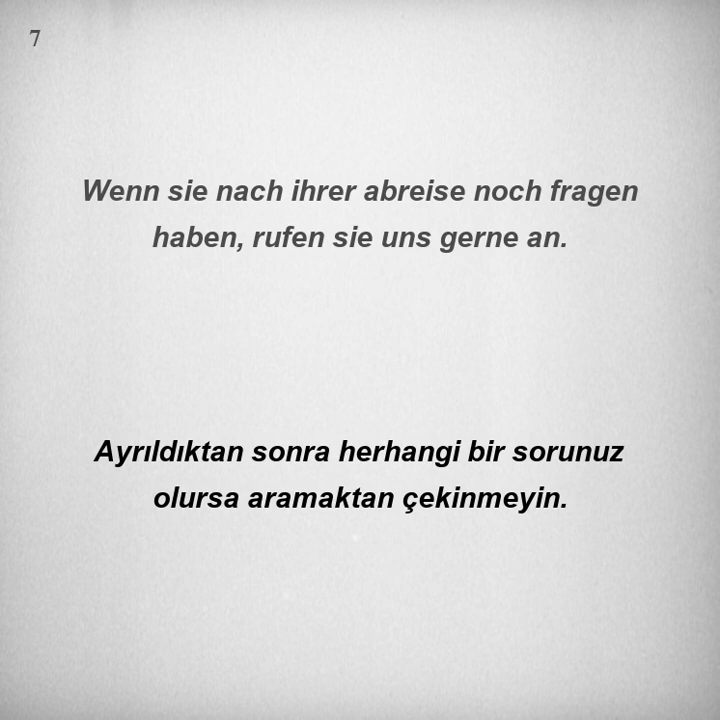 7
Wenn sie nach ihrer abreise noch fragen
haben, rufen sie uns gerne an.
Ayrıldıktan sonra herhangi bir sorunuz
olursa aramaktan çekinmeyin.